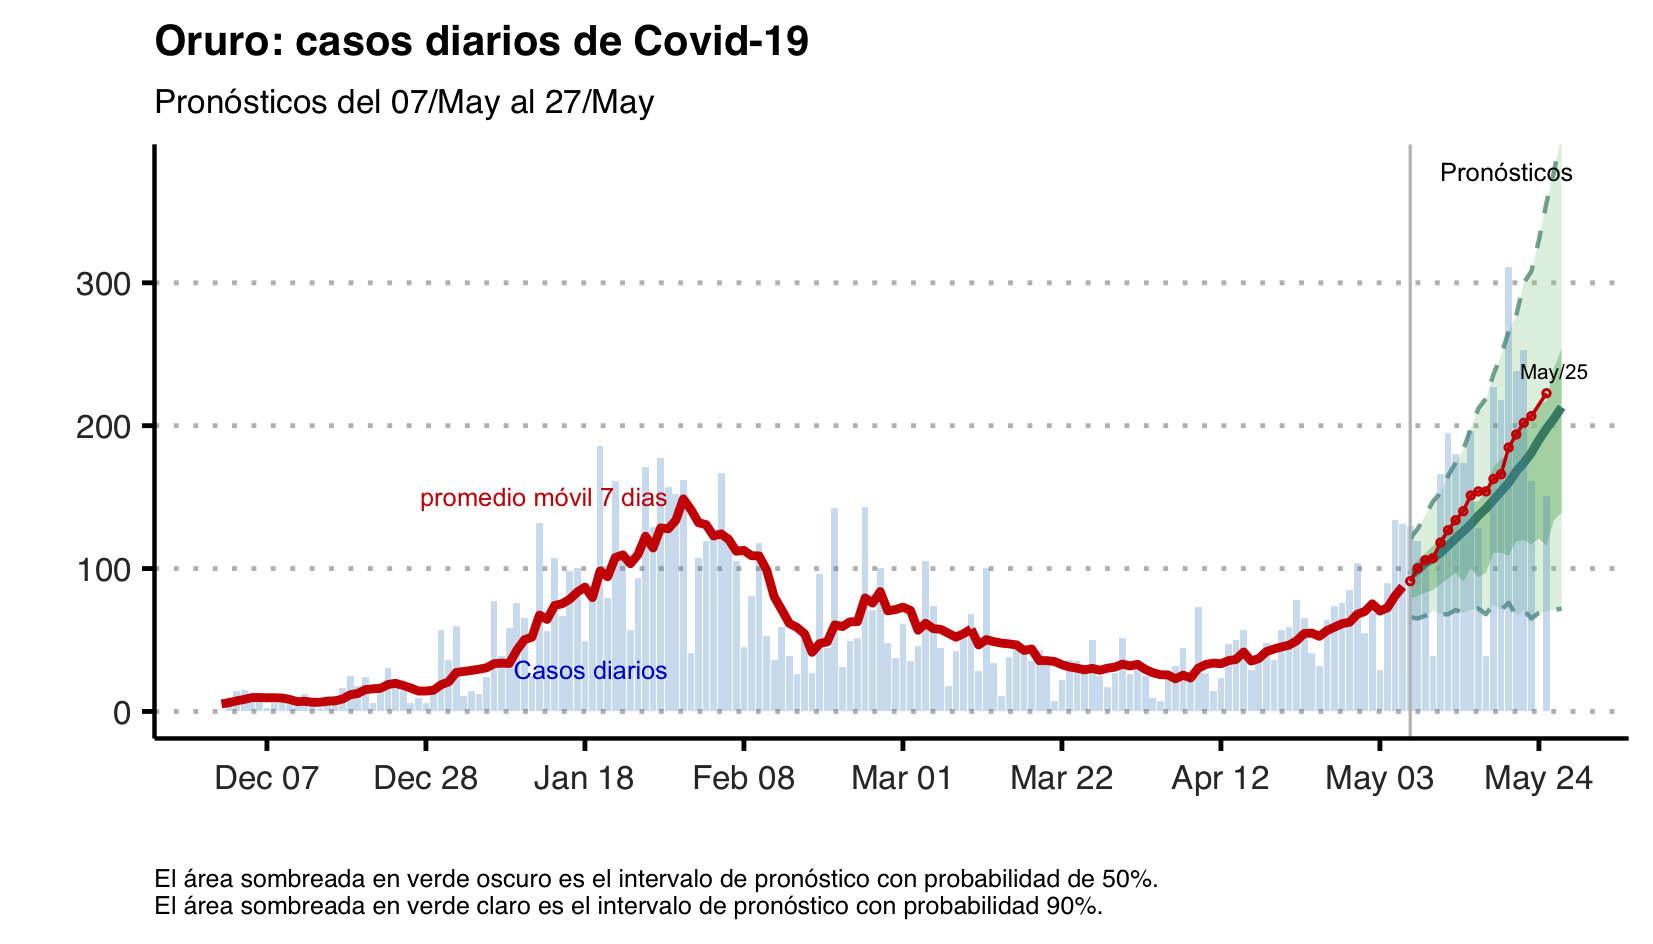 Oruro: casos diarios de Covid-19
Pronósticos del 07/May al 27/May
Pronósticos
300
May/25
200
promedio móvil 7 dias
100
Casos diarios
0
Dec 07 Dec 28 Jan 18 Feb 08 Mar 01 Mar 22 Apr 12 May 03 May 24
El área sombreada en verde oscuro es el intervalo de pronóstico con probabilidad de 50%.
El área sombreada en verde claro es el intervalo de pronóstico con probabilidad 90%.